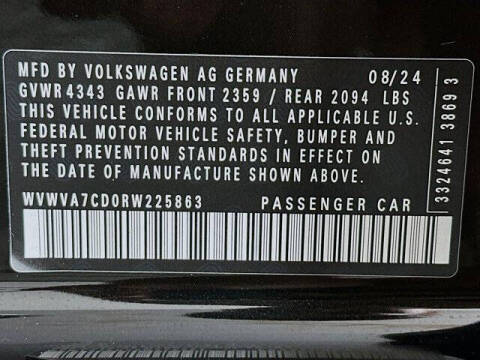 MFD BY VOLKSWAGEN AG GERMANY 08/24
GVWR 4343 GAWR FRONT 2359 / REAR 2094 LBS
THIS VEHICLE CONFORMS TO ALL APPLICABLE U.S.
FEDERAL MOTOR VEHICLE SAFETY, BUMPER AND
THEFT PREVENTION STANDARDS IN EFFECT ON
THE DATE OF MANUFACTURE SHOWN ABOVE.
WVWVA7CD0RW225863 PASSENGER CAR
3324641 38693